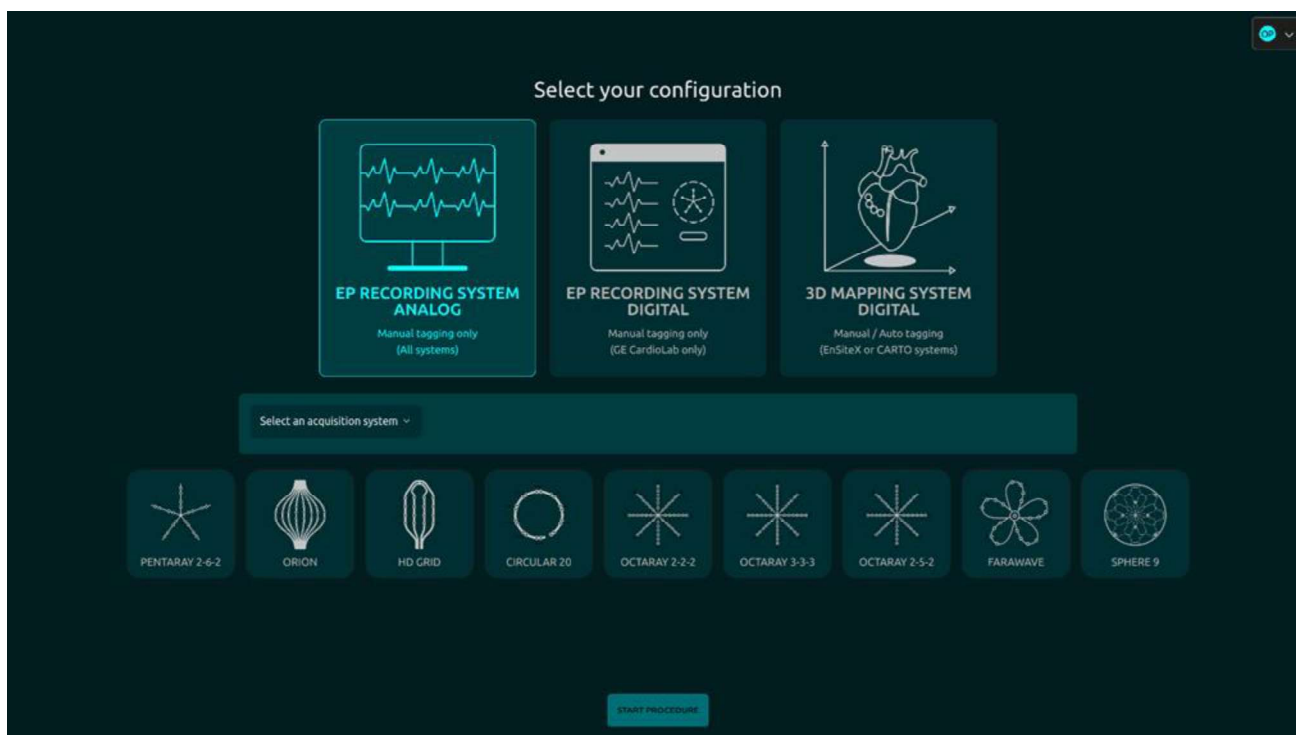 OP
Select your configuration
EP RECORDING SYSTEM
ANALOG
Manual tagging only
(All systems)
EP RECORDING SYSTEM
DIGITAL
Manual tagging only
(GE CardioLab only)
3D MAPPING SYSTEM
DIGITAL
Manual / Auto tagging
(EnSiteX or CARTO systems)
Select an acquisition system
PENTARAY 2-6-2
ORION
HD GRID
CIRCULAR 20
OCTARAY 2-2-2
OCTARAY 3-3-3
OCTARAY 2-5-2
FARAWAVE
SPHERE 9
START PROCEDURE